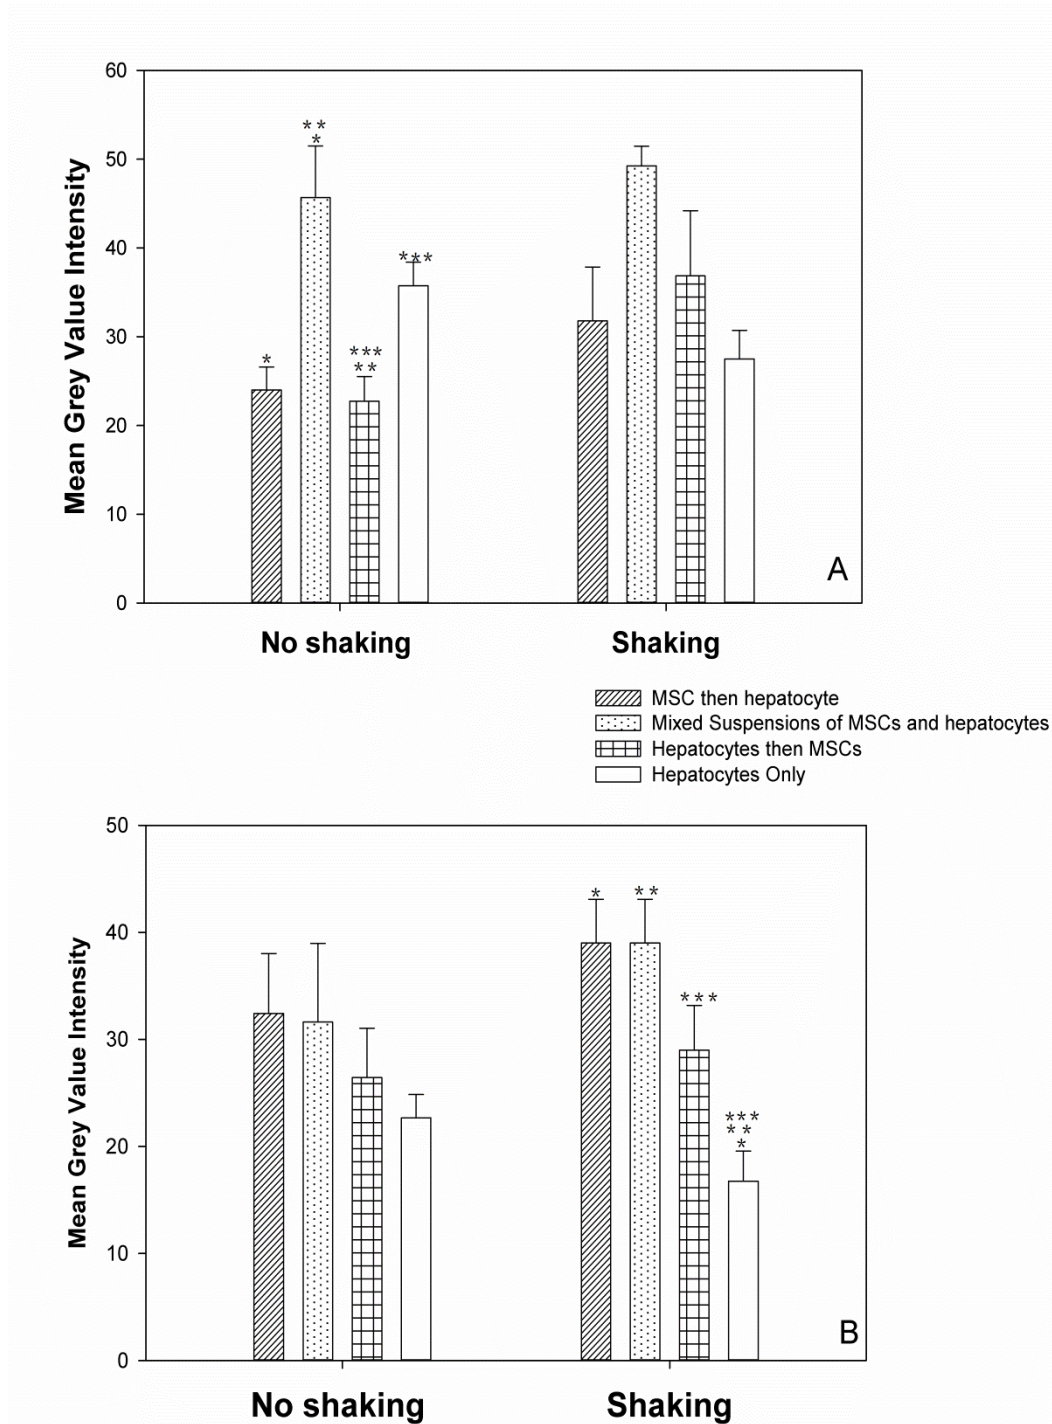 60
50
40
30
20
10
0
Mean Grey Value Intensity
*
**
*
***
**
***
A
No shaking
Shaking
MSC then hepatocyte
Mixed Suspensions of MSCs and hepatocytes
Hepatocytes then MSCs
Hepatocytes Only
50
40
30
20
10
0
Mean Grey Value Intensity
*
**
***
***
**
*
B
No shaking
Shaking